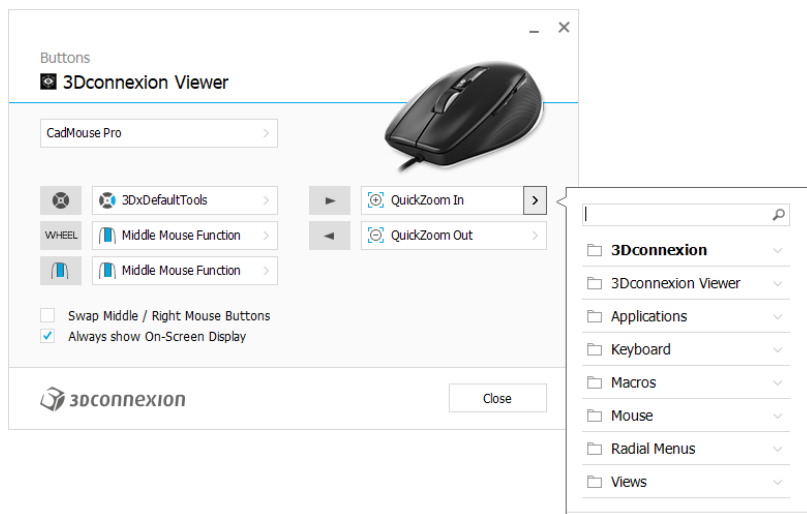 Buttons
3Dconnexion Viewer
CadMouse Pro
3DxDefaultTools
WHEEL
Middle Mouse Function
Middle Mouse Function
QuickZoom In
QuickZoom Out
Swap Middle / Right Mouse Buttons
Always show On-Screen Display
3Dconnexion
Close
3Dconnexion
3Dconnexion Viewer
Applications
Keyboard
Macros
Mouse
Radial Menus
Views